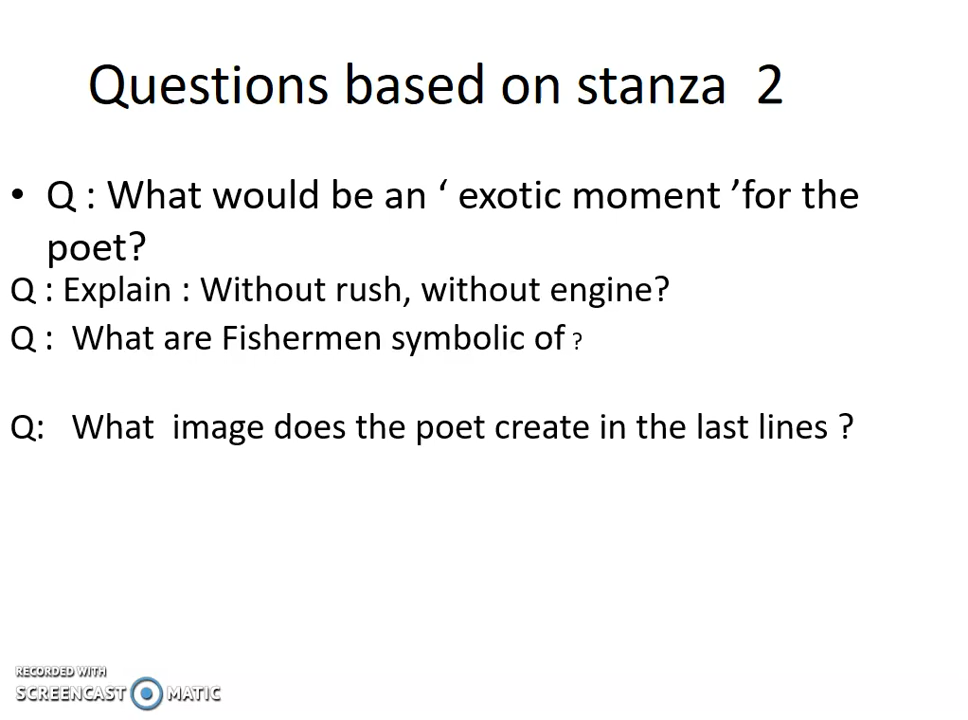 Questions based on stanza 2
• Q : What would be an ‘ exotic moment ’for the
poet?
Q : Explain : Without rush, without engine?
Q : What are Fishermen symbolic of ?
Q: What image does the poet create in the last lines ?
RECORDED WITH
SCREENCAST MATIC